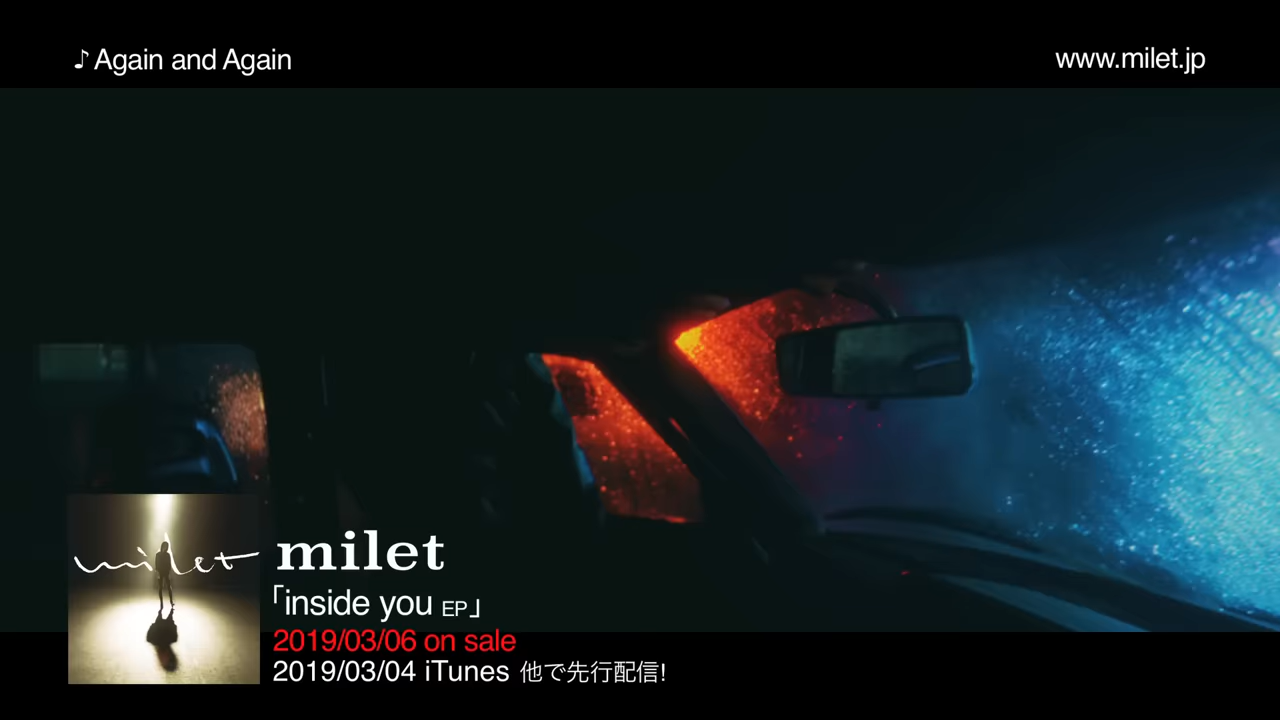 ♪ Again and Again
www.milet.jp
milet
milet
「inside you EP」
2019/03/06 on sale
2019/03/04 iTunes 他で先行配信!